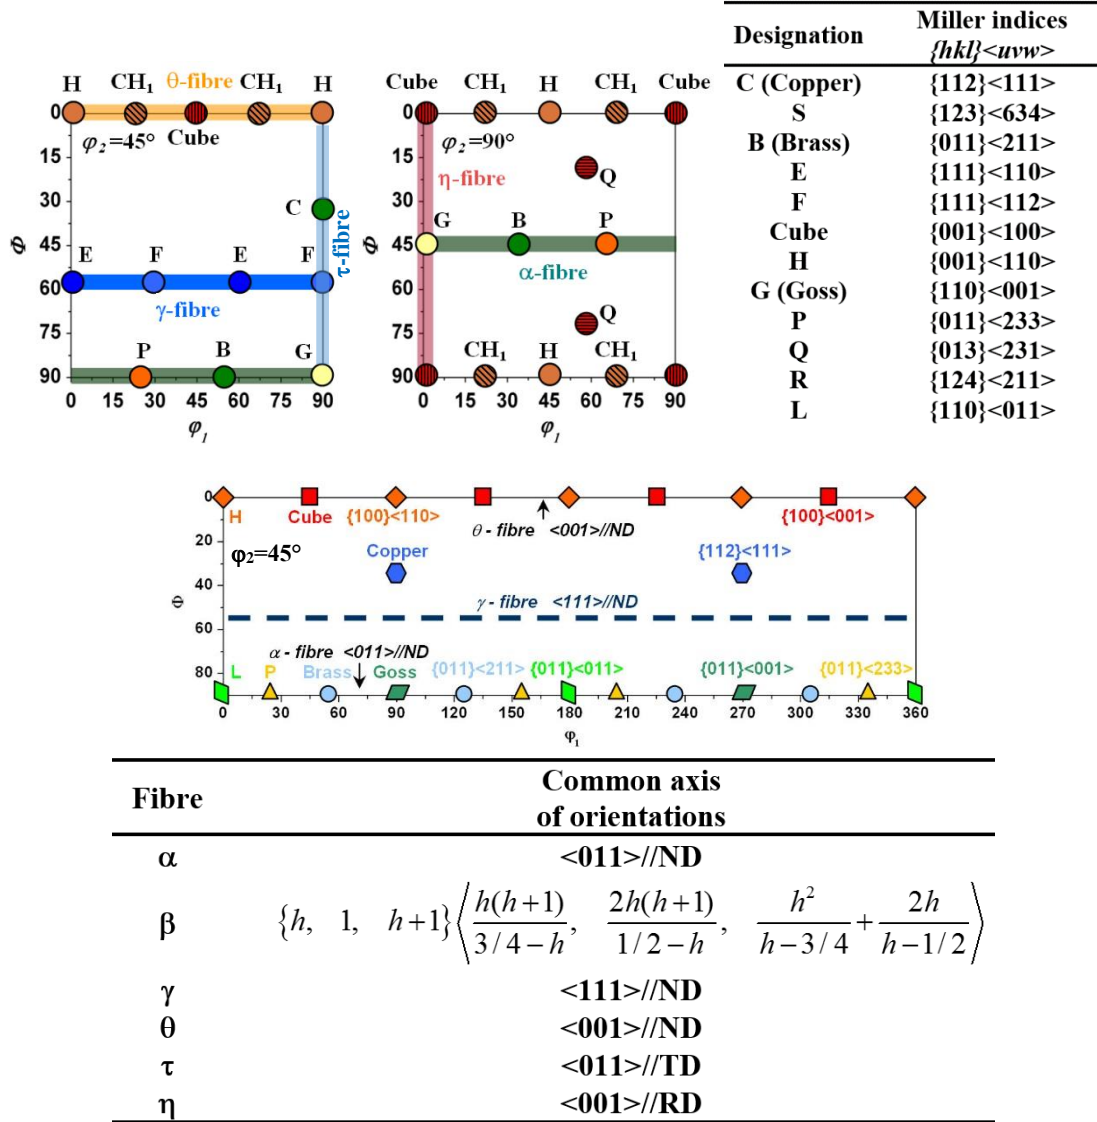 H CH₁ θ-fibre CH₁ H
0
Cube
φ₂=45°
15
30
C
45
Φ
E F E F
τ-fibre
60
γ-fibre
75
P B G
90
0 15 30 45 60 75 90
φ₁
Cube CH₁ H CH₁ Cube
0
φ₂=90°
15
η-fibre
Q
30
G B P
45
Φ
α-fibre
60
Q
75
CH₁ H CH₁
90
0 15 30 45 60 75 90
φ₁
Designation Miller indices
{hkl}<uvw>
C (Copper) {112}<111>
S {123}<634>
B (Brass) {011}<211>
E {111}<110>
F {111}<112>
Cube {001}<100>
H {001}<110>
G (Goss) {110}<001>
P {011}<233>
Q {013}<231>
R {124}<211>
L {110}<011>
0
H Cube {100}<110> {100}<001>
θ - fibre <001>//ND
20
φ₂=45°
Copper {112}<111>
Φ
40
γ - fibre <111>//ND
60
α - fibre <011>//ND
80
L P Brass Goss {011}<211> {011}<011> {011}<001> {011}<233>
0 30 60 90 120 150 180 210 240 270 300 330 360
φ₁
Fibre Common axis
of orientations
α <011>//ND
β {h, 1, h+1}⟨h(h+1)/(3/4−h), 2h(h+1)/(1/2−h), h²/(h−3/4)+2h/(h−1/2)⟩
γ <111>//ND
θ <001>//ND
τ <011>//TD
η <001>//RD